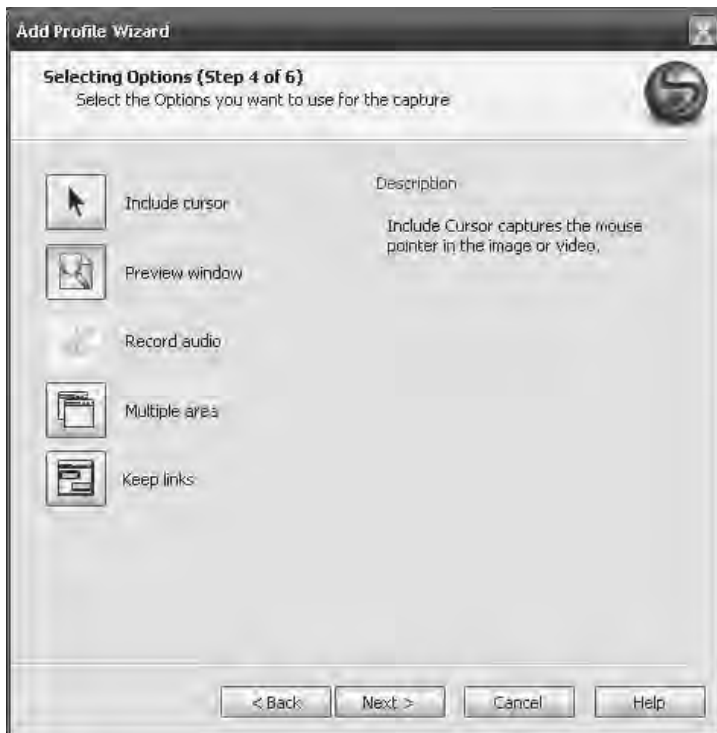 Add Profile Wizard
Selecting Options (Step 4 of 6)
Select the Options you want to use for the capture
Include cursor
Preview window
Record audio
Multiple area
Keep links
Description
Include Cursor captures the mouse
pointer in the image or video.
< Back
Next >
Cancel
Help